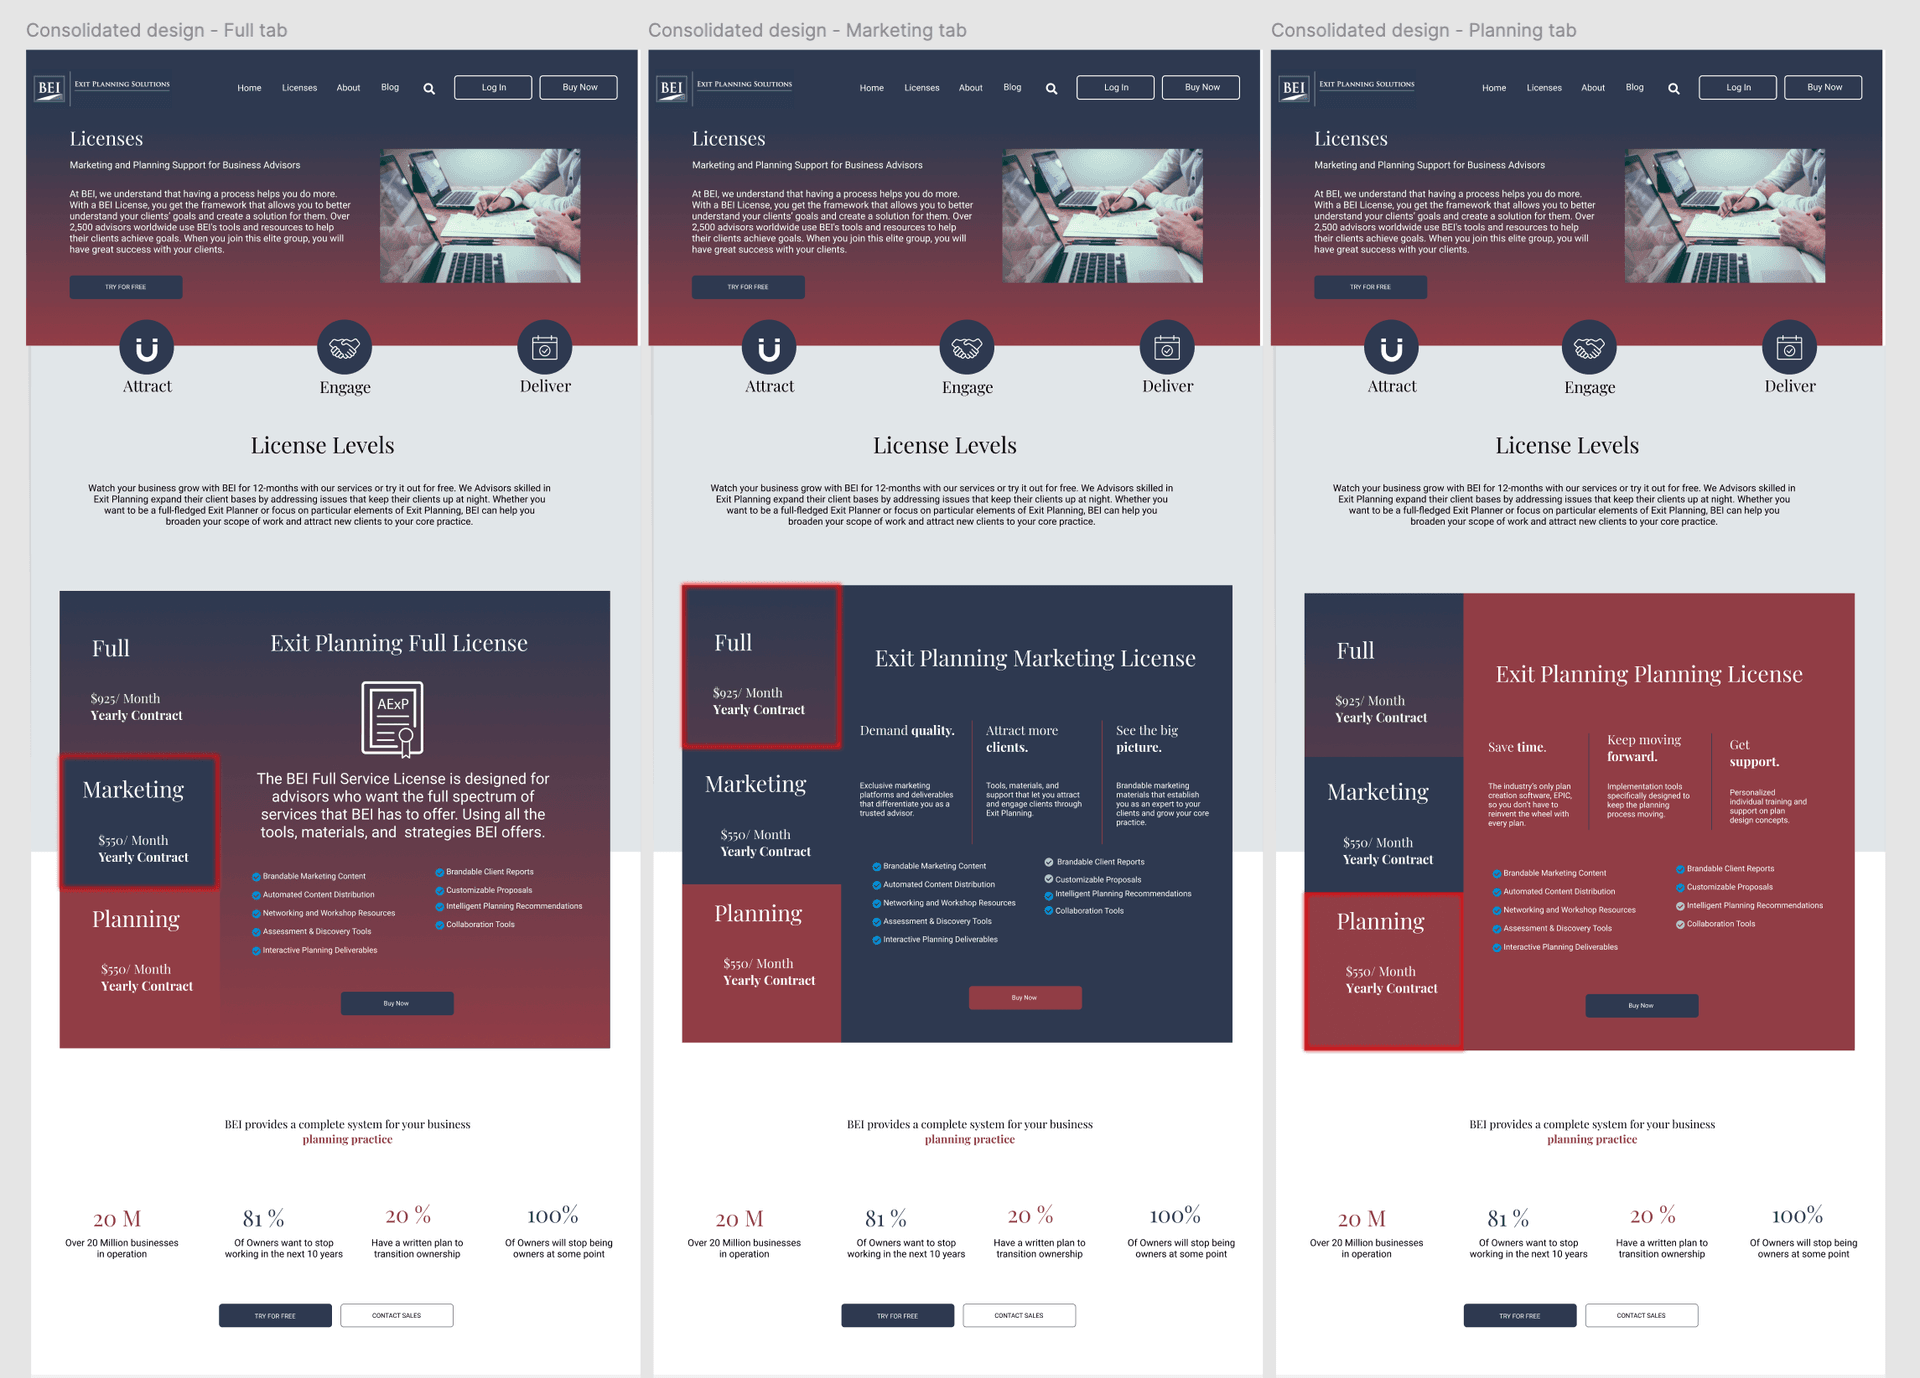 Consolidated design - Full tab
BEI
Exit Planning Solutions
Home
Licenses
About
Blog
Log In
Buy Now
Licenses
Marketing and Planning Support for Business Advisors
At BEI, we understand that having a process helps you do more.
With a BEI License, you get the framework that allows you to better
understand your clients' goals and create a solution for them. Over
2,500 advisors worldwide use BEI's tools and resources to help
their clients achieve goals. When you join this elite group, you will
have great success with your clients.
TRY FOR FREE
Attract
Engage
Deliver
License Levels
Watch your business grow with BEI for 12-months with our services or try it out for free. We Advisors skilled in
Exit Planning expand their client bases by addressing issues that keep their clients up at night. Whether you
want to be a full-fledged Exit Planner or focus on particular elements of Exit Planning, BEI can help you
broaden your scope of work and attract new clients to your core practice.
Full
$925/ Month
Yearly Contract
Marketing
$550/ Month
Yearly Contract
Planning
$550/ Month
Yearly Contract
Exit Planning Full License
AExP
The BEI Full Service License is designed for
advisors who want the full spectrum of
services that BEI has to offer. Using all the
tools, materials, and strategies BEI offers.
Brandable Marketing Content
Automated Content Distribution
Networking and Workshop Resources
Assessment & Discovery Tools
Interactive Planning Deliverables
Brandable Client Reports
Customizable Proposals
Intelligent Planning Recommendations
Collaboration Tools
Buy Now
BEI provides a complete system for your business
planning practice
20 M
Over 20 Million businesses
in operation
81 %
Of Owners want to stop
working in the next 10 years
20 %
Have a written plan to
transition ownership
100%
Of Owners will stop being
owners at some point
TRY FOR FREE
CONTACT SALES
Consolidated design - Marketing tab
BEI
Exit Planning Solutions
Home
Licenses
About
Blog
Log In
Buy Now
Licenses
Marketing and Planning Support for Business Advisors
At BEI, we understand that having a process helps you do more.
With a BEI License, you get the framework that allows you to better
understand your clients' goals and create a solution for them. Over
2,500 advisors worldwide use BEI's tools and resources to help
their clients achieve goals. When you join this elite group, you will
have great success with your clients.
TRY FOR FREE
Attract
Engage
Deliver
License Levels
Watch your business grow with BEI for 12-months with our services or try it out for free. We Advisors skilled in
Exit Planning expand their client bases by addressing issues that keep their clients up at night. Whether you
want to be a full-fledged Exit Planner or focus on particular elements of Exit Planning, BEI can help you
broaden your scope of work and attract new clients to your core practice.
Full
$925/ Month
Yearly Contract
Marketing
$550/ Month
Yearly Contract
Planning
$550/ Month
Yearly Contract
Exit Planning Marketing License
Demand quality.
Exclusive marketing
platforms and deliverables
that differentiate you as a
trusted advisor.
Attract more
clients.
Tools, materials, and
support that let you attract
and engage clients through
Exit Planning.
See the big
picture.
Brandable marketing
materials that establish
you as an expert to your
clients and grow your core
practice.
Brandable Marketing Content
Automated Content Distribution
Networking and Workshop Resources
Assessment & Discovery Tools
Interactive Planning Deliverables
Brandable Client Reports
Customizable Proposals
Intelligent Planning Recommendations
Collaboration Tools
Buy Now
BEI provides a complete system for your business
planning practice
20 M
Over 20 Million businesses
in operation
81 %
Of Owners want to stop
working in the next 10 years
20 %
Have a written plan to
transition ownership
100%
Of Owners will stop being
owners at some point
TRY FOR FREE
CONTACT SALES
Consolidated design - Planning tab
BEI
Exit Planning Solutions
Home
Licenses
About
Blog
Log In
Buy Now
Licenses
Marketing and Planning Support for Business Advisors
At BEI, we understand that having a process helps you do more.
With a BEI License, you get the framework that allows you to better
understand your clients' goals and create a solution for them. Over
2,500 advisors worldwide use BEI's tools and resources to help
their clients achieve goals. When you join this elite group, you will
have great success with your clients.
TRY FOR FREE
Attract
Engage
Deliver
License Levels
Watch your business grow with BEI for 12-months with our services or try it out for free. We Advisors skilled in
Exit Planning expand their client bases by addressing issues that keep their clients up at night. Whether you
want to be a full-fledged Exit Planner or focus on particular elements of Exit Planning, BEI can help you
broaden your scope of work and attract new clients to your core practice.
Full
$925/ Month
Yearly Contract
Marketing
$550/ Month
Yearly Contract
Planning
$550/ Month
Yearly Contract
Exit Planning Planning License
Save time.
The industry's only plan
creation software, EPIC,
so you don't have to
reinvent the wheel with
every plan.
Keep moving
forward.
Implementation tools
specifically designed to
keep the planning
process moving.
Get
support.
Personalized
individual training and
support on plan
design concepts.
Brandable Marketing Content
Automated Content Distribution
Networking and Workshop Resources
Assessment & Discovery Tools
Interactive Planning Deliverables
Brandable Client Reports
Customizable Proposals
Intelligent Planning Recommendations
Collaboration Tools
Buy Now
BEI provides a complete system for your business
planning practice
20 M
Over 20 Million businesses
in operation
81 %
Of Owners want to stop
working in the next 10 years
20 %
Have a written plan to
transition ownership
100%
Of Owners will stop being
owners at some point
TRY FOR FREE
CONTACT SALES